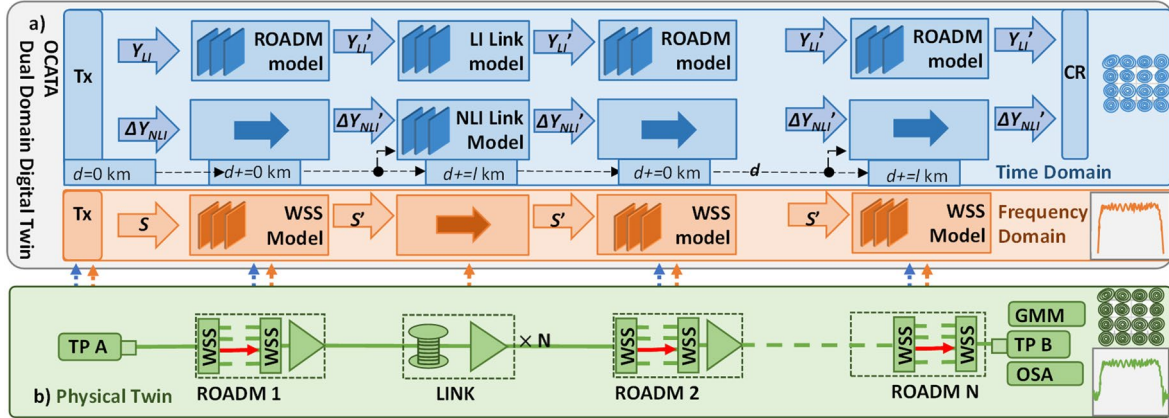 a)
OCATA
Dual Domain Digital Twin
Tx
Y_LI
ROADM
model
Y_LI'
LI Link
model
Y_LI'
ROADM
model
Y_LI'
ROADM
model
Y_LI'
CR
ΔY_NLI
ΔY_NLI'
NLI Link
Model
ΔY_NLI'
ΔY_NLI'
ΔY_NLI'
d=0 km
d+=0 km
d+=l km
d+=0 km
d
d+=l km
Time Domain
Tx
S
WSS
Model
S'
S'
WSS
model
S'
WSS
Model
Frequency
Domain
TP A
WSS
WSS
ROADM 1
× N
LINK
WSS
WSS
ROADM 2
WSS
WSS
ROADM N
GMM
TP B
OSA
b) Physical Twin